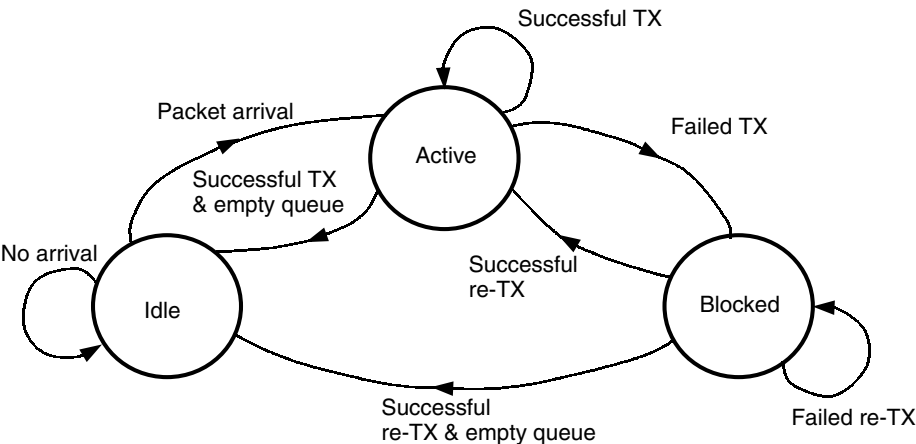 Successful TX
Packet arrival
Failed TX
Active
Successful TX
& empty queue
No arrival
Successful
re-TX
Idle
Blocked
Successful
re-TX & empty queue
Failed re-TX